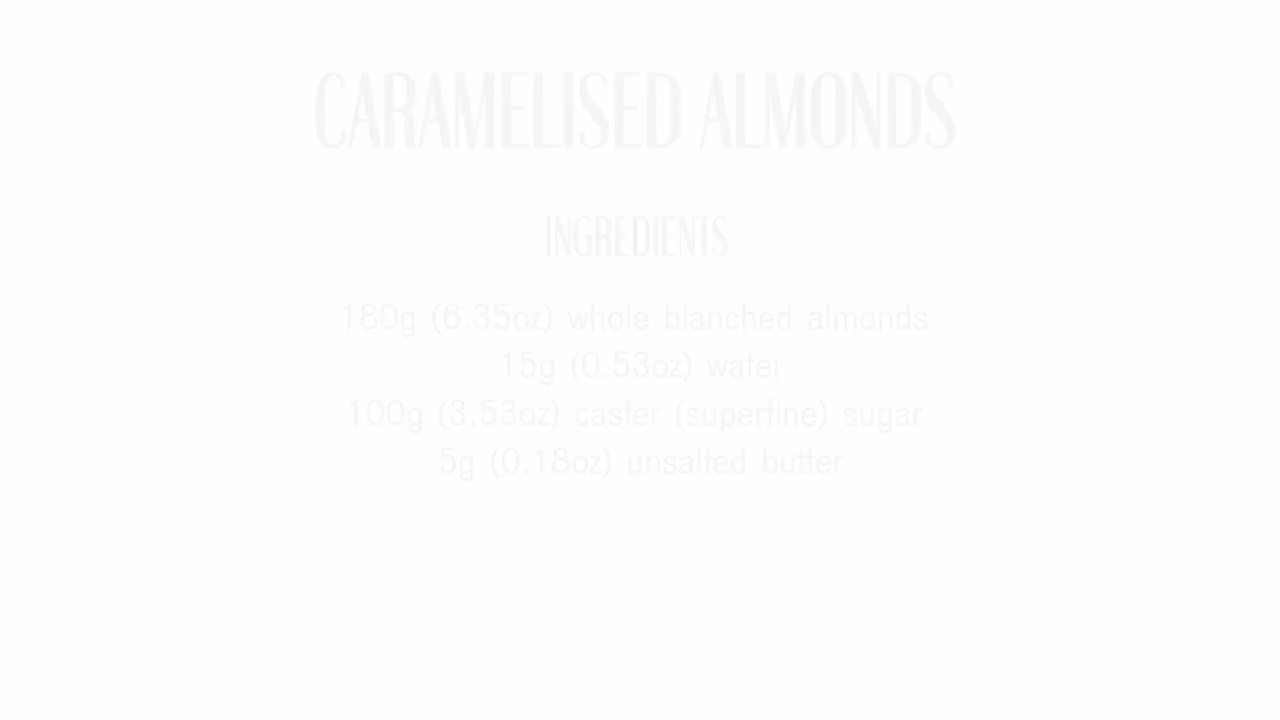 CARAMELISED ALMONDS
INGREDIENTS
180g (6.35oz) whole blanched almonds
15g (0.53oz) water
100g (3.53oz) caster (superfine) sugar
5g (0.18oz) unsalted butter